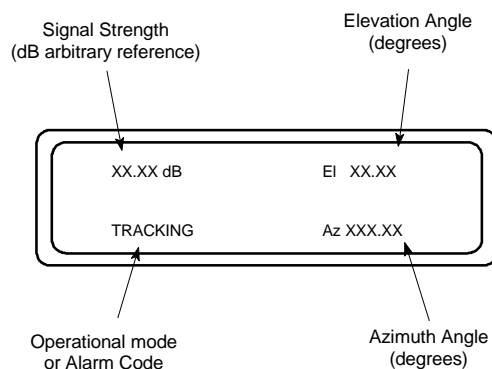 Signal Strength
(dB arbitrary reference)
Elevation Angle
(degrees)
XX.XX dB
El XX.XX
TRACKING
Az XXX.XX
Operational mode
or Alarm Code
Azimuth Angle
(degrees)